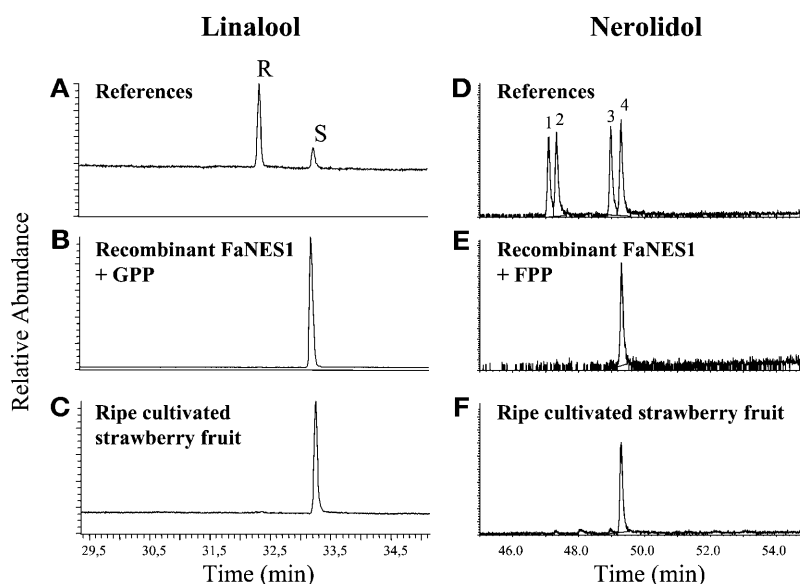 Linalool
Nerolidol
Relative Abundance
A
References
R
S
B
Recombinant FaNES1
+ GPP
C
Ripe cultivated
strawberry fruit
29,5 30,5 31,5 32,5 33,5 34,5
Time (min)
D
References
1 2 3 4
E
Recombinant FaNES1
+ FPP
F
Ripe cultivated strawberry fruit
46.0 48.0 50.0 52.0 54.0
Time (min)